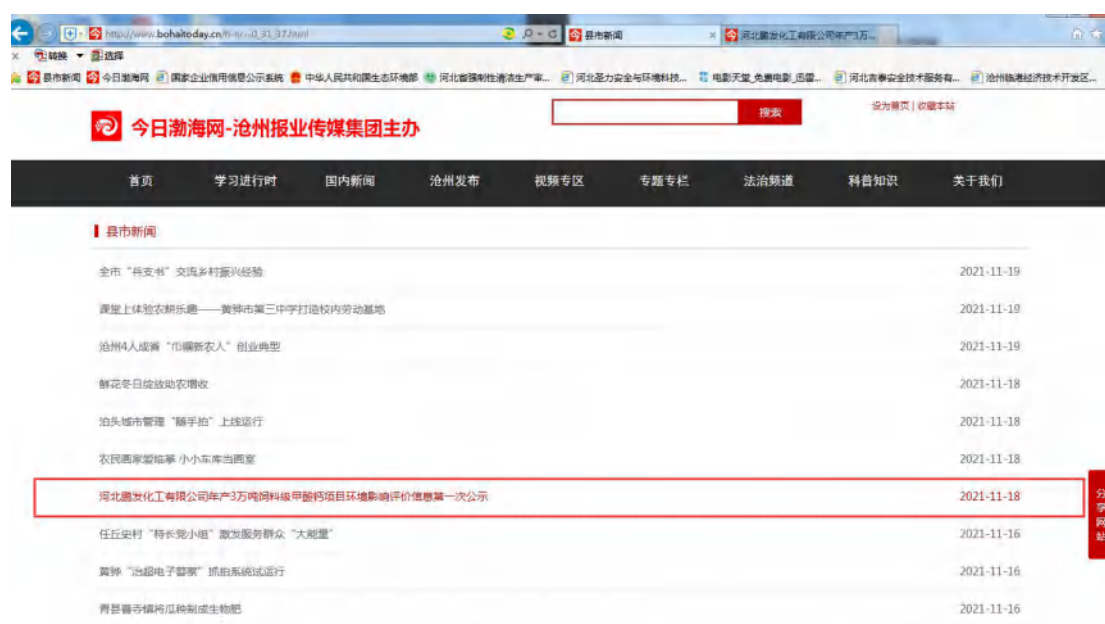 http://www.bohaitoday.cn/
县市新闻
河北鹏发化工有限公司年产3万...
转换 选择
县市新闻 今日渤海网 国家企业信用信息公示系统 中华人民共和国生态环境部 河北省强制性清洁生产审... 河北圣力安全与环境科技... 电影天堂_免费电影_迅雷... 河北吉泰安全技术服务有... 沧州临港经济技术开发区...
今日渤海网-沧州报业传媒集团主办
搜索
设为首页 | 收藏本站
首页 学习进行时 国内新闻 沧州发布 视频专区 专题专栏 法治频道 科普知识 关于我们
县市新闻
全市“兵支书”交流乡村振兴经验 2021-11-19
课堂上体验农耕乐趣——黄骅市第三中学打造校内劳动基地 2021-11-19
沧州4人成省“巾帼新农人”创业典型 2021-11-19
鲜花冬日绽放助农增收 2021-11-18
泊头城市管理“随手拍”上线运行 2021-11-18
农民画家爱临摹 小小车库当画室 2021-11-18
河北鹏发化工有限公司年产3万吨饲料级甲酸钙项目环境影响评价信息第一次公示 2021-11-18
任丘史村“特长党小组”激发服务群众“大能量” 2021-11-16
黄骅“治超电子警察”抓拍系统试运行 2021-11-16
青县曹寺镇将瓜秧制成生物肥 2021-11-16
分享网站